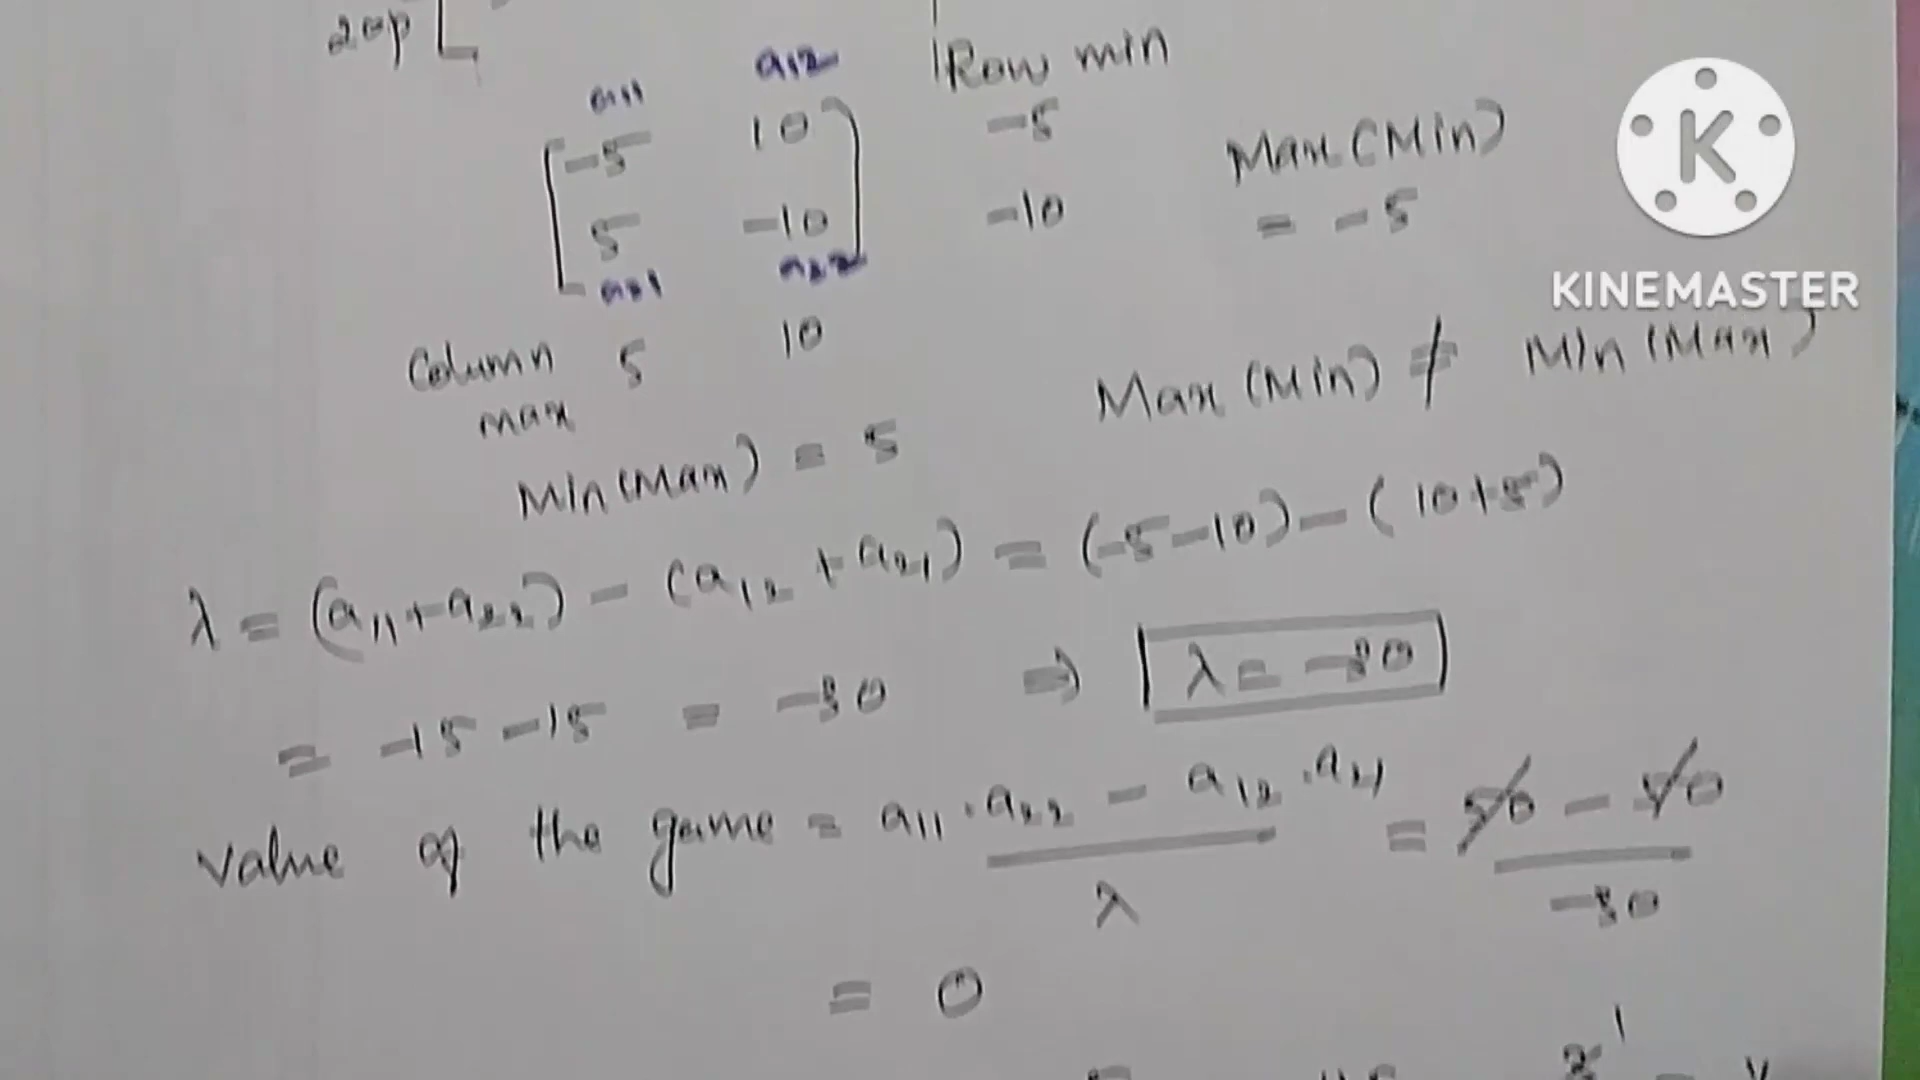 20p
a11 a12 Row min
-5 10 -5 Max (Min)
5 -10 -10 = -5
a21 a22
KINEMASTER
Column max 5 10
Max (Min) ≠ Min (Max)
Min (Max) = 5
λ = (a11+a22) - (a12 + a21) = (-5-10) - (10+5)
= -15 -15 = -30 ⇒ λ = -30
Value of the game = a11 . a22 - a12 . a21 / λ = 50 - 50 / -30
= 0